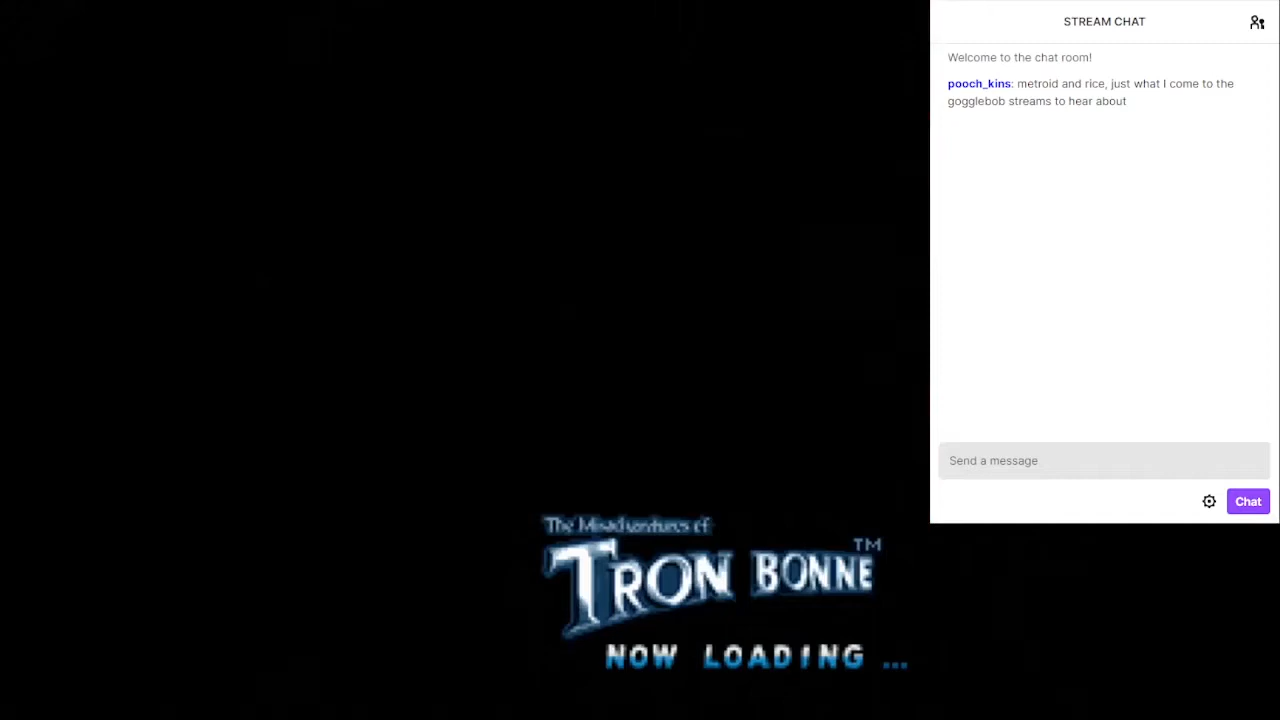 STREAM CHAT
Welcome to the chat room!
pooch_kins: metroid and rice, just what I come to the
gogglebob streams to hear about
Send a message
Chat
The Misadventures of
TRON BONNE™
NOW LOADING ...